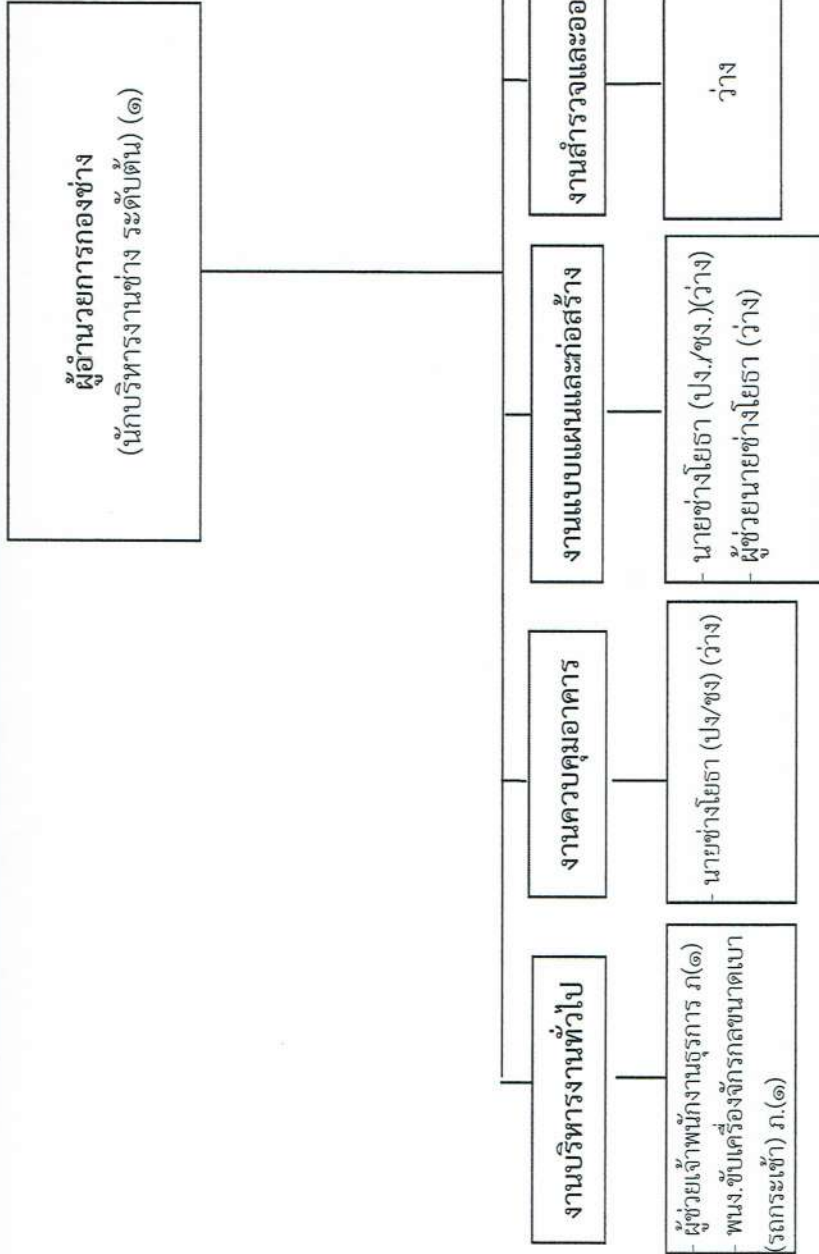 ผู้อำนวยการกองช่าง
(นักบริหารงานช่าง ระดับต้น) (๑)
งานบริหารงานทั่วไป
- ผู้ช่วยเจ้าพนักงานธุรการ ภ(๑)
- พนง.ขับเครื่องจักรกลขนาดเบา
(รถกระเช้า) ภ.(๑)
งานควบคุมอาคาร
- นายช่างโยธา (ปง/ชง) (ว่าง)
งานแบบแผนและก่อสร้าง
- นายช่างโยธา (ปง./ชง.)(ว่าง)
- ผู้ช่วยนายช่างโยธา (ว่าง)
งานสำรวจและออ
ว่าง